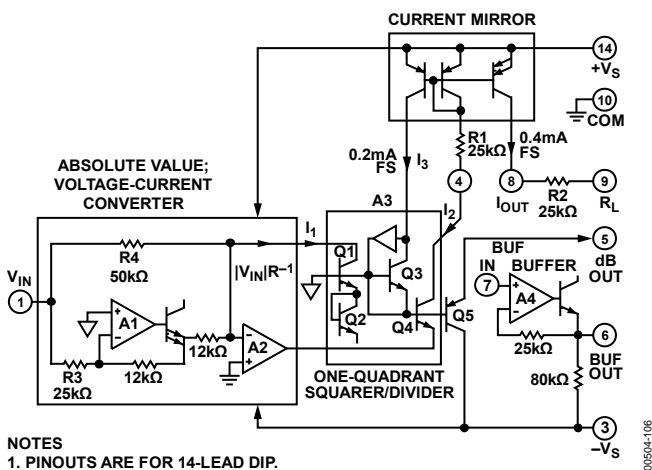 CURRENT MIRROR
14
+VS
10
COM
R1
25kΩ
0.2mA
FS
I3
0.4mA
FS
4
8
9
IOUT
R2
25kΩ
RL
ABSOLUTE VALUE;
VOLTAGE-CURRENT
CONVERTER
A3
I2
I1
R4
50kΩ
|VIN|R–1
Q1
Q2
Q3
Q4
Q5
5
dB
OUT
BUF
IN
7
BUFFER
A4
VIN
1
A1
A2
12kΩ
12kΩ
R3
25kΩ
25kΩ
6
BUF
OUT
80kΩ
ONE-QUADRANT
SQUARER/DIVIDER
3
–VS
NOTES
1. PINOUTS ARE FOR 14-LEAD DIP.
00504-106